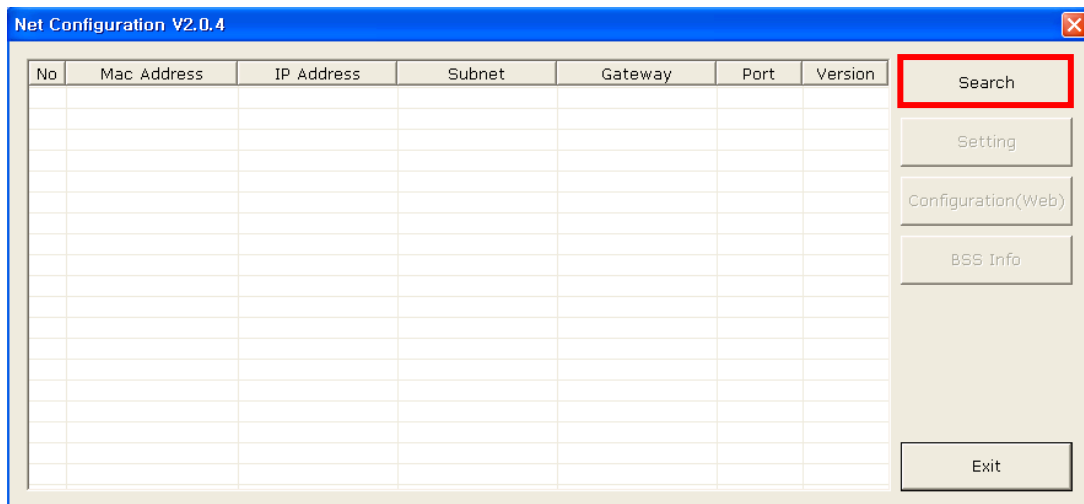 Net Configuration V2.0.4
No Mac Address IP Address Subnet Gateway Port Version
Search
Setting
Configuration(Web)
BSS Info
Exit